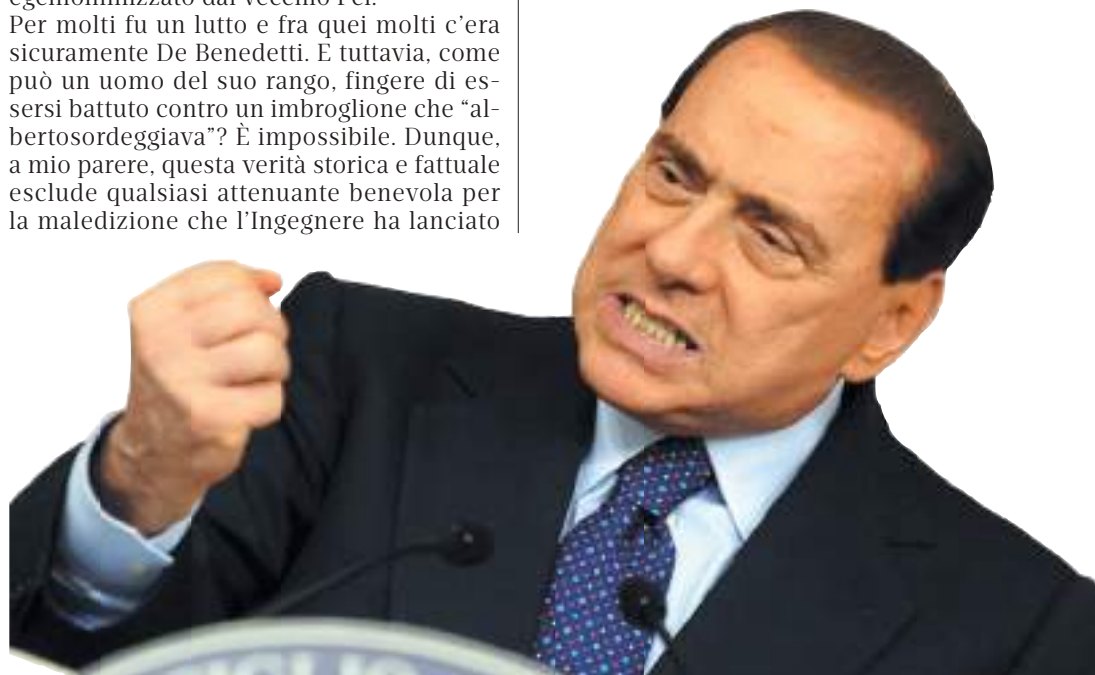 Per molti fu un lutto e fra quei molti c'era
sicuramente De Benedetti. E tuttavia, come
può un uomo del suo rango, fingere di es-
sersi battuto contro un imbroglione che “al-
bertosordeggiava”? È impossibile. Dunque,
a mio parere, questa verità storica e fattuale
esclude qualsiasi attenuante benevola per
la maledizione che l'Ingegnere ha lanciato